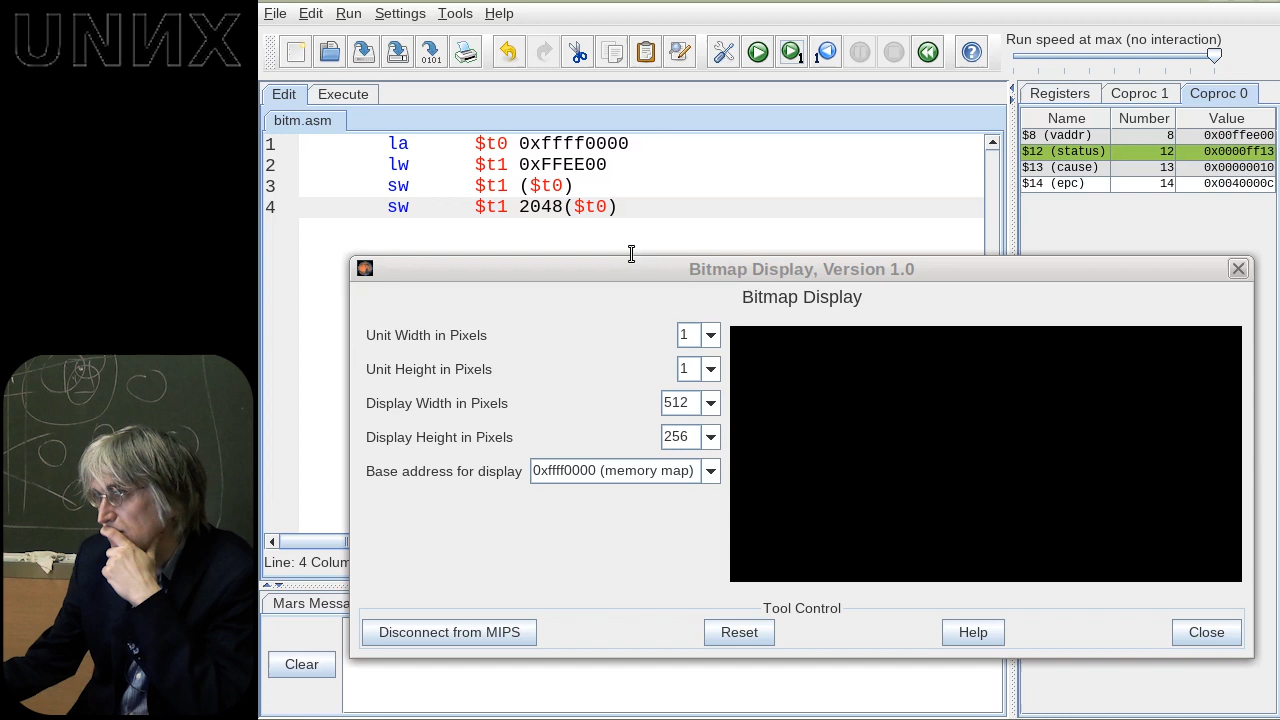 UNИX
File Edit Run Settings Tools Help
Run speed at max (no interaction)
Edit Execute
bitm.asm
1 la $t0 0xffff0000
2 lw $t1 0xFFEE00
3 sw $t1 ($t0)
4 sw $t1 2048($t0)
Registers Coproc 1 Coproc 0
Name Number Value
$8 (vaddr) 8 0x00ffee00
$12 (status) 12 0x0000ff13
$13 (cause) 13 0x00000010
$14 (epc) 14 0x0040000c
Bitmap Display, Version 1.0
Bitmap Display
Unit Width in Pixels 1
Unit Height in Pixels 1
Display Width in Pixels 512
Display Height in Pixels 256
Base address for display 0xffff0000 (memory map)
Tool Control
Disconnect from MIPS Reset Help Close
Line: 4 Colum
Mars Messa
Clear